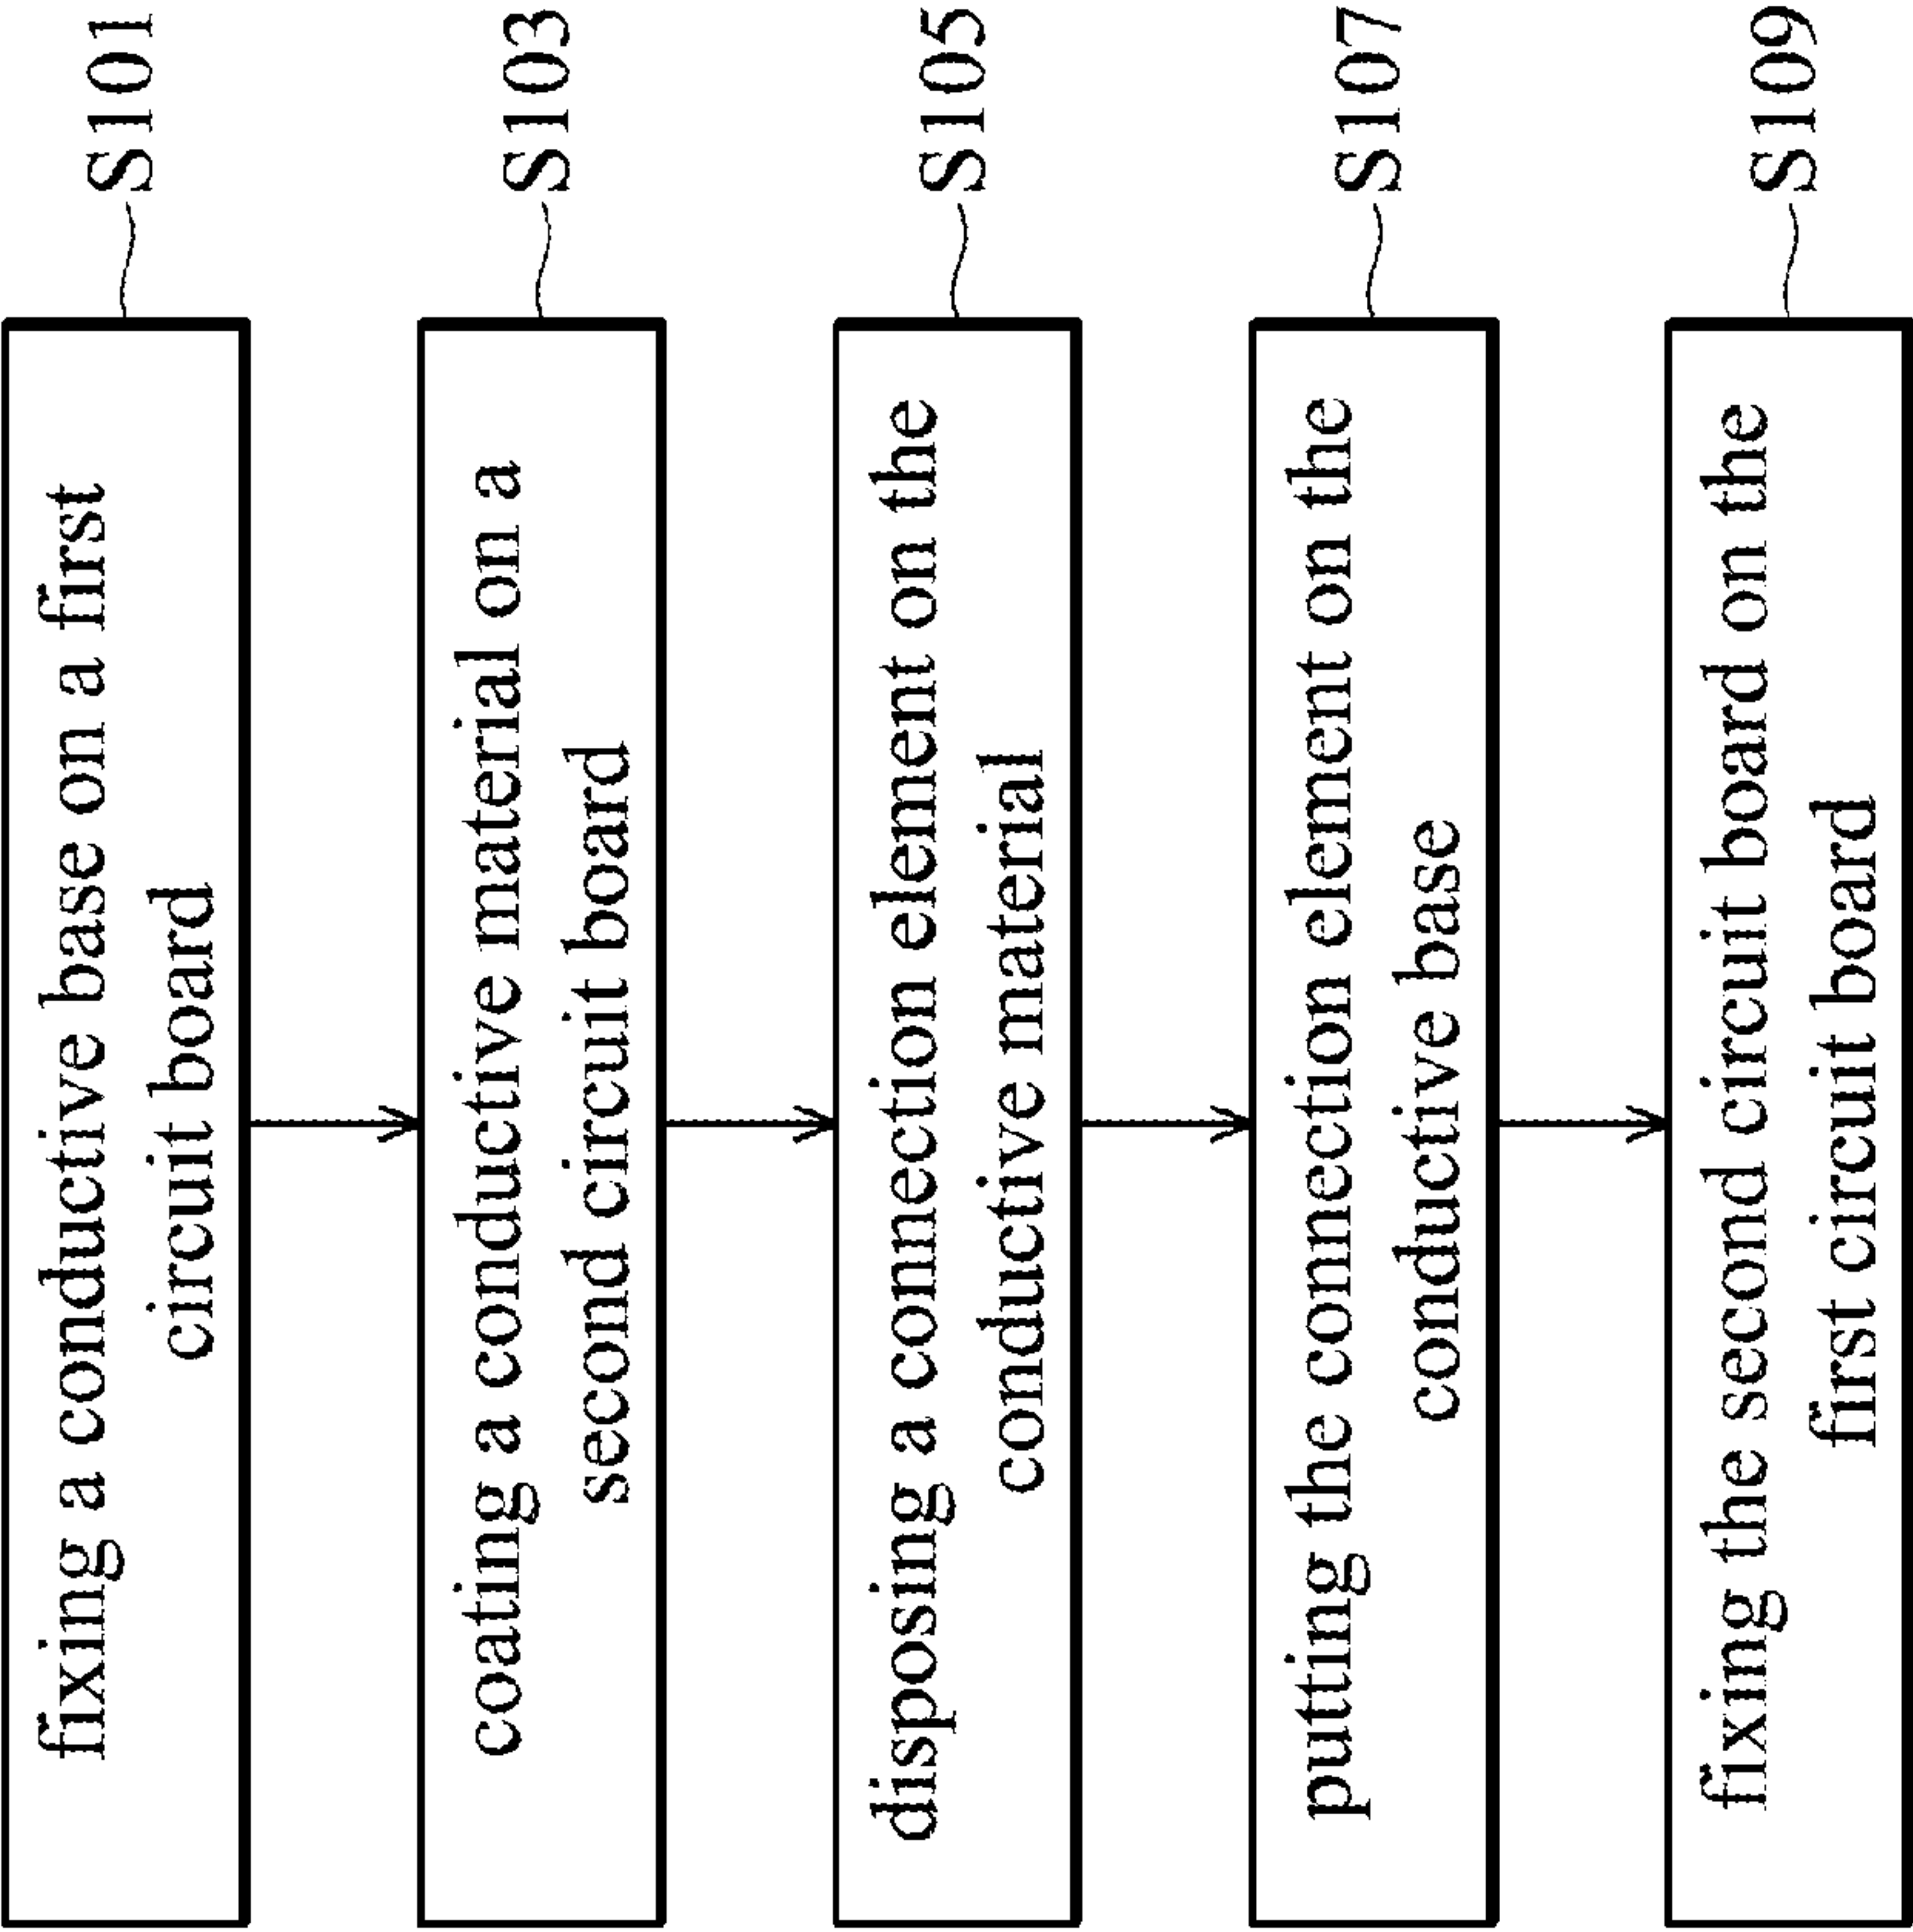 fixing a conductive base on a first
circuit board
S101
coating a conductive material on a
second circuit board
S103
disposing a connection element on the
conductive material
S105
putting the connection element on the
conductive base
S107
fixing the second circuit board on the
first circuit board
S109